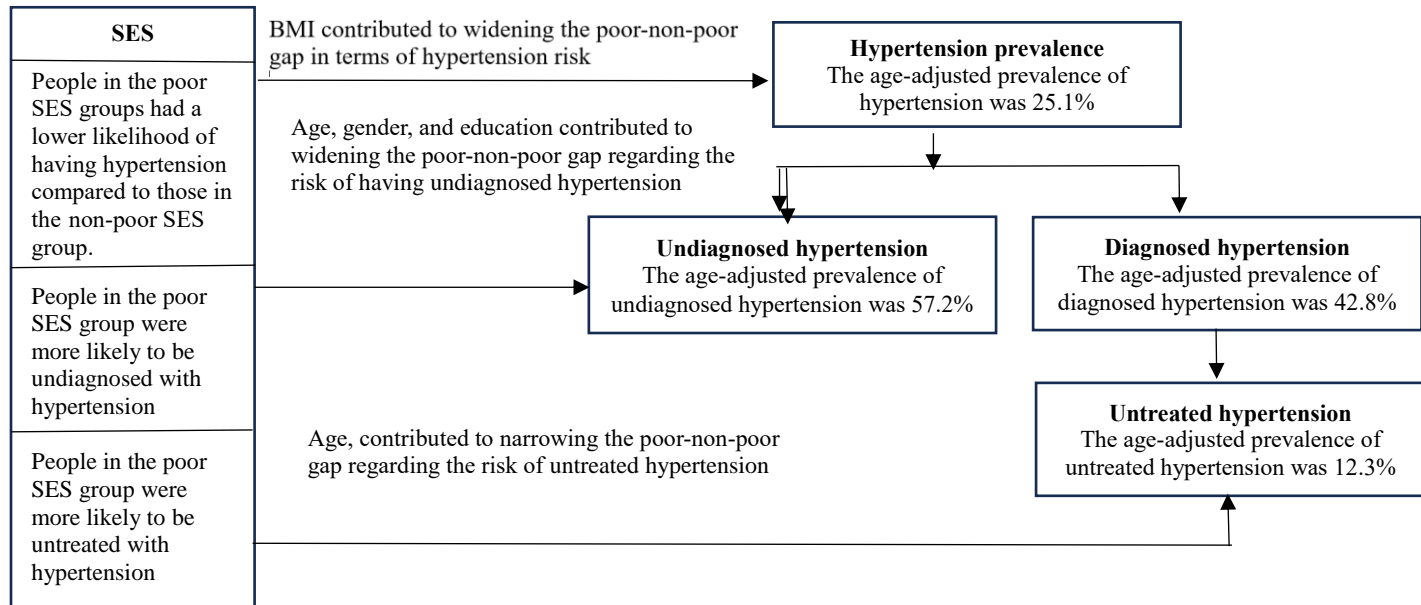 SES
People in the poor
SES groups had a
lower likelihood of
having hypertension
compared to those in
the non-poor SES
group.
People in the poor
SES group were
more likely to be
undiagnosed with
hypertension
People in the poor
SES group were
more likely to be
untreated with
hypertension
BMI contributed to widening the poor-non-poor
gap in terms of hypertension risk
Age, gender, and education contributed to
widening the poor-non-poor gap regarding the
risk of having undiagnosed hypertension
Age, contributed to narrowing the poor-non-poor
gap regarding the risk of untreated hypertension
Hypertension prevalence
The age-adjusted prevalence of
hypertension was 25.1%
Undiagnosed hypertension
The age-adjusted prevalence of
undiagnosed hypertension was 57.2%
Diagnosed hypertension
The age-adjusted prevalence of
diagnosed hypertension was 42.8%
Untreated hypertension
The age-adjusted prevalence of
untreated hypertension was 12.3%